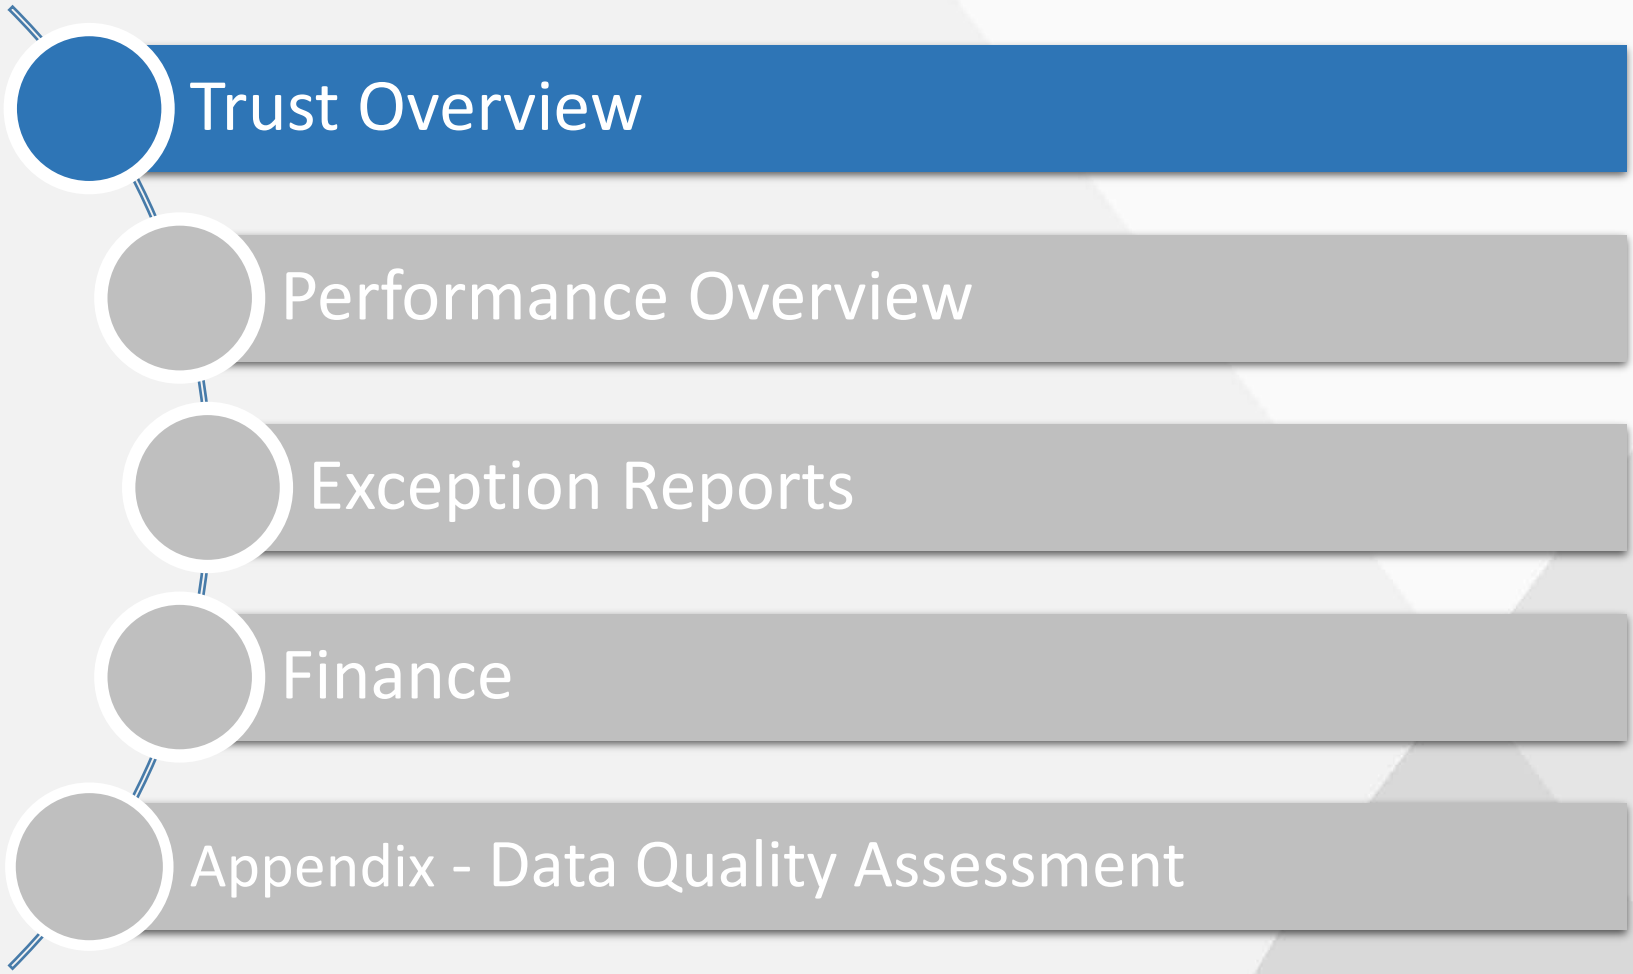 Trust Overview
Performance Overview
Exception Reports
Finance
Appendix - Data Quality Assessment